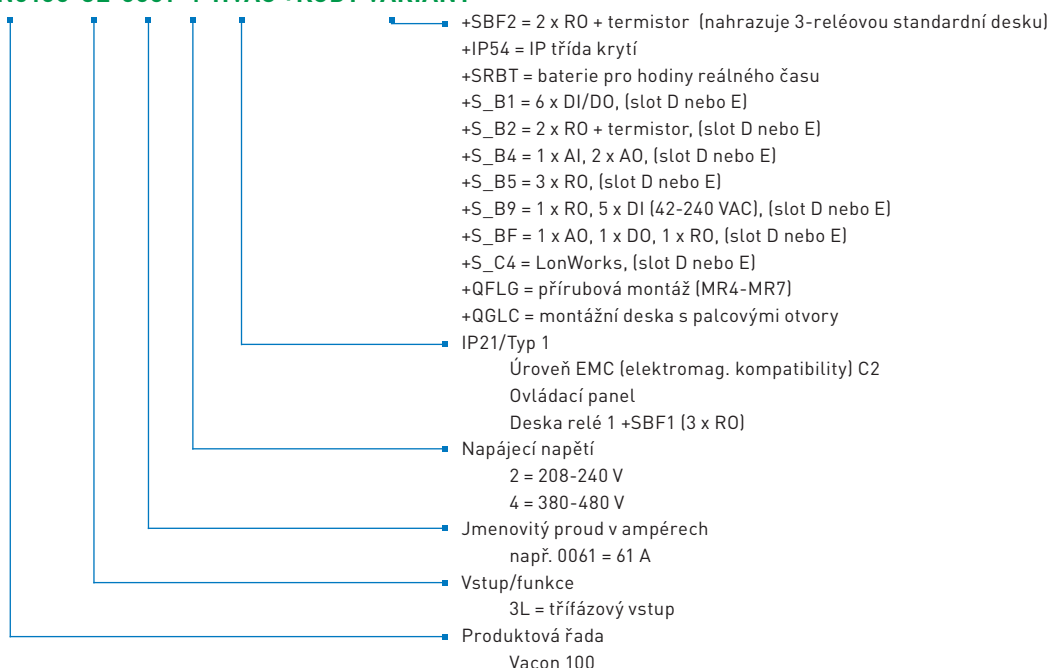 +SBF2 = 2 x RO + termistor (nahrazuje 3-reléovou standardní desku)
+IP54 = IP třída krytí
+SRBT = baterie pro hodiny reálného času
+S_B1 = 6 x DI/DO, (slot D nebo E)
+S_B2 = 2 x RO + termistor, (slot D nebo E)
+S_B4 = 1 x AI, 2 x AO, (slot D nebo E)
+S_B5 = 3 x RO, (slot D nebo E)
+S_B9 = 1 x RO, 5 x DI (42-240 VAC), (slot D nebo E)
+S_BF = 1 x AO, 1 x DO, 1 x RO, (slot D nebo E)
+S_C4 = LonWorks, (slot D nebo E)
+QFLG = přírubová montáž (MR4-MR7)
+QGLC = montážní deska s palcovými otvory
IP21/Typ 1
Úroveň EMC (elektromag. kompatibility) C2
Ovládací panel
Deska relé 1 +SBF1 (3 x RO)
Napájecí napětí
2 = 208-240 V
4 = 380-480 V
Jmenovitý proud v ampérech
např. 0061 = 61 A
Vstup/funkce
3L = třífázový vstup
Produktová řada
Vacon 100